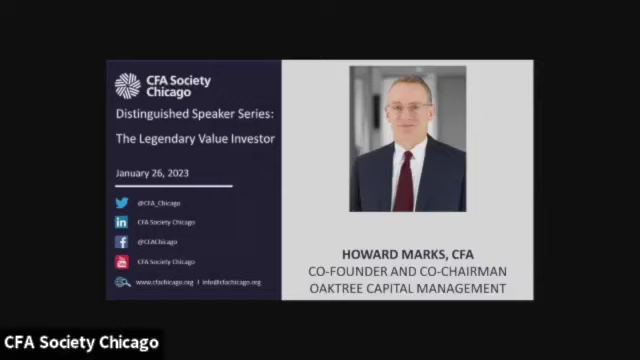 CFA Society
Chicago
Distinguished Speaker Series:
The Legendary Value Investor
January 26, 2023
@CFA_Chicago
CFA Society Chicago
@CFAChicago
CFA Society Chicago
www.cfachicago.org I info@cfachicago.org
HOWARD MARKS, CFA
CO-FOUNDER AND CO-CHAIRMAN
OAKTREE CAPITAL MANAGEMENT
CFA Society Chicago